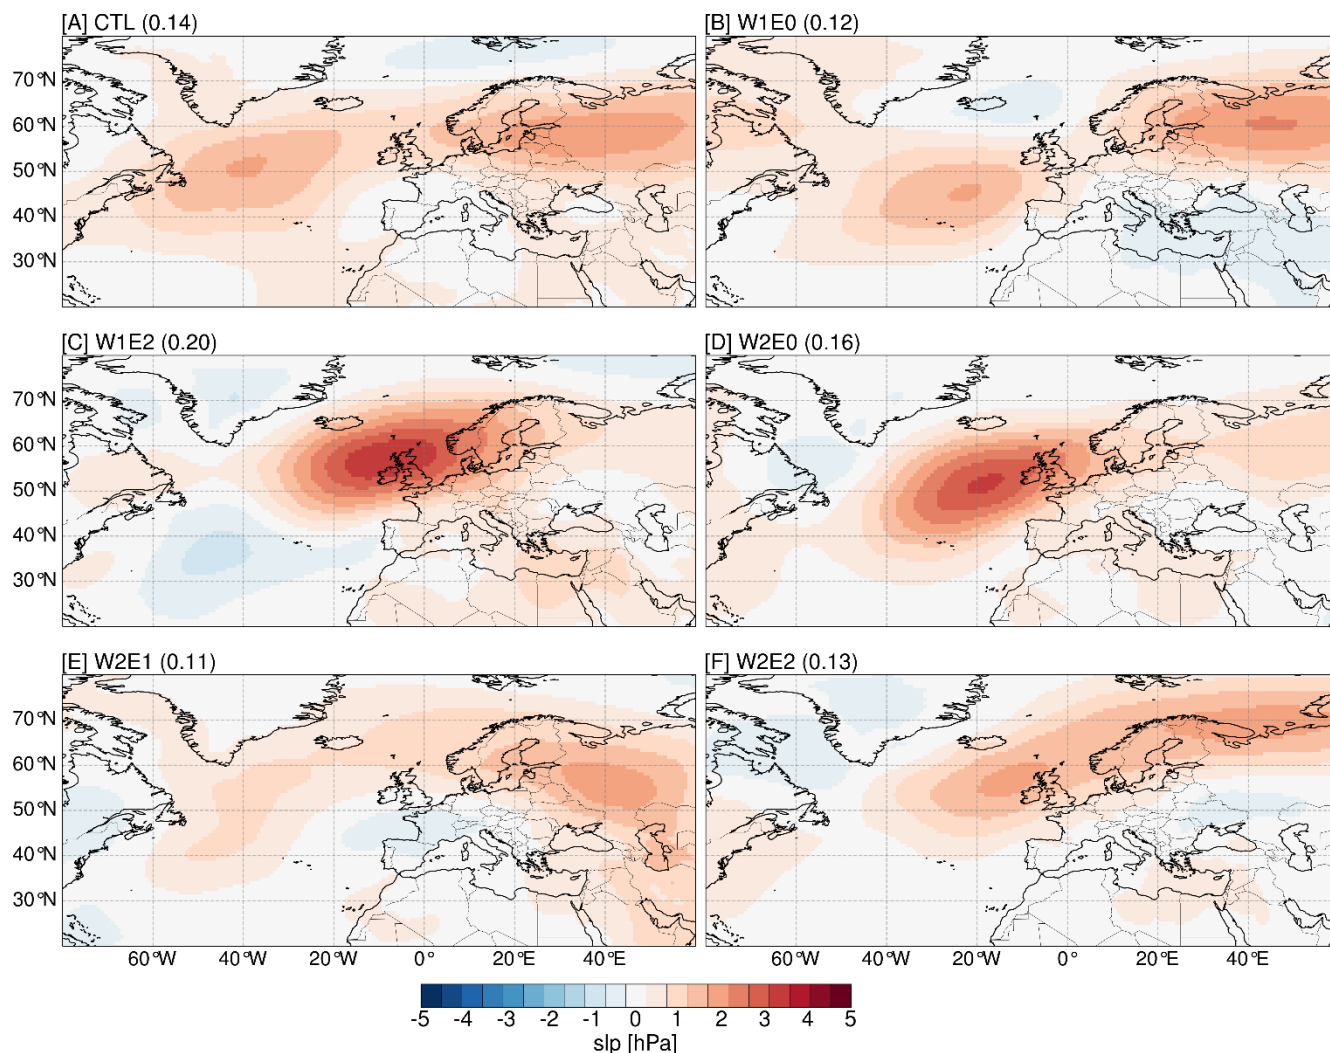 [A] CTL (0.14)
[B] W1E0 (0.12)
70°N
60°N
50°N
40°N
30°N
[C] W1E2 (0.20)
[D] W2E0 (0.16)
70°N
60°N
50°N
40°N
30°N
[E] W2E1 (0.11)
[F] W2E2 (0.13)
70°N
60°N
50°N
40°N
30°N
60°W 40°W 20°W 0° 20°E 40°E
60°W 40°W 20°W 0° 20°E 40°E
-5 -4 -3 -2 -1 0 1 2 3 4 5
slp [hPa]